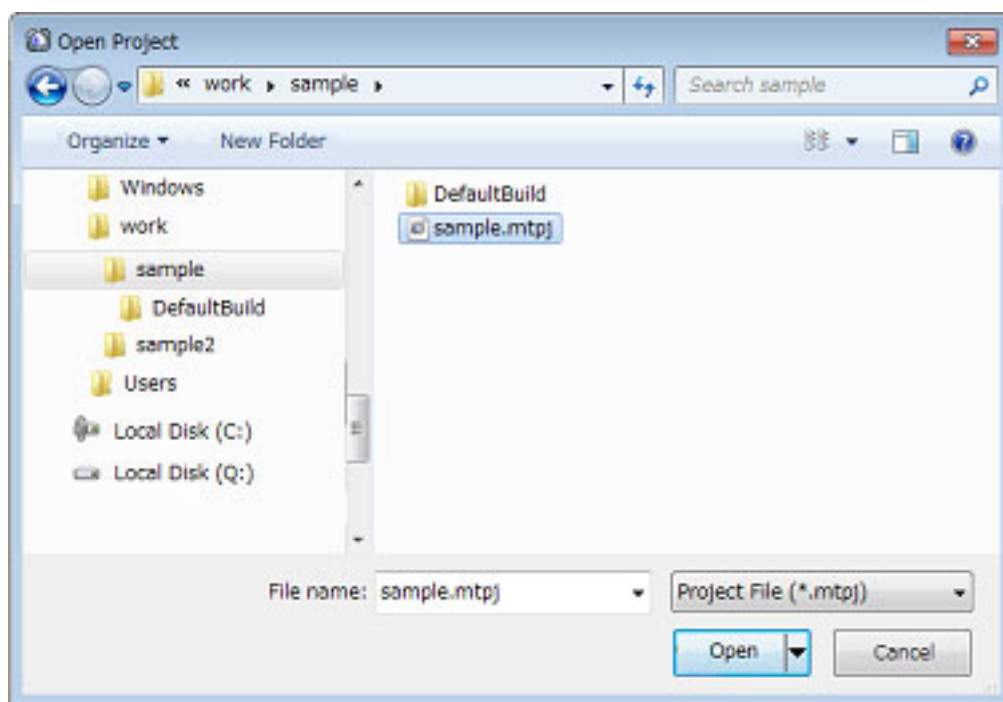 Open Project
« work ▸ sample ▸
Search sample
Organize ▾ New Folder
Windows
work
sample
DefaultBuild
sample2
Users
Local Disk (C:)
Local Disk (Q:)
DefaultBuild
sample.mtpj
File name: sample.mtpj
Project File (*.mtpj)
Open
Cancel